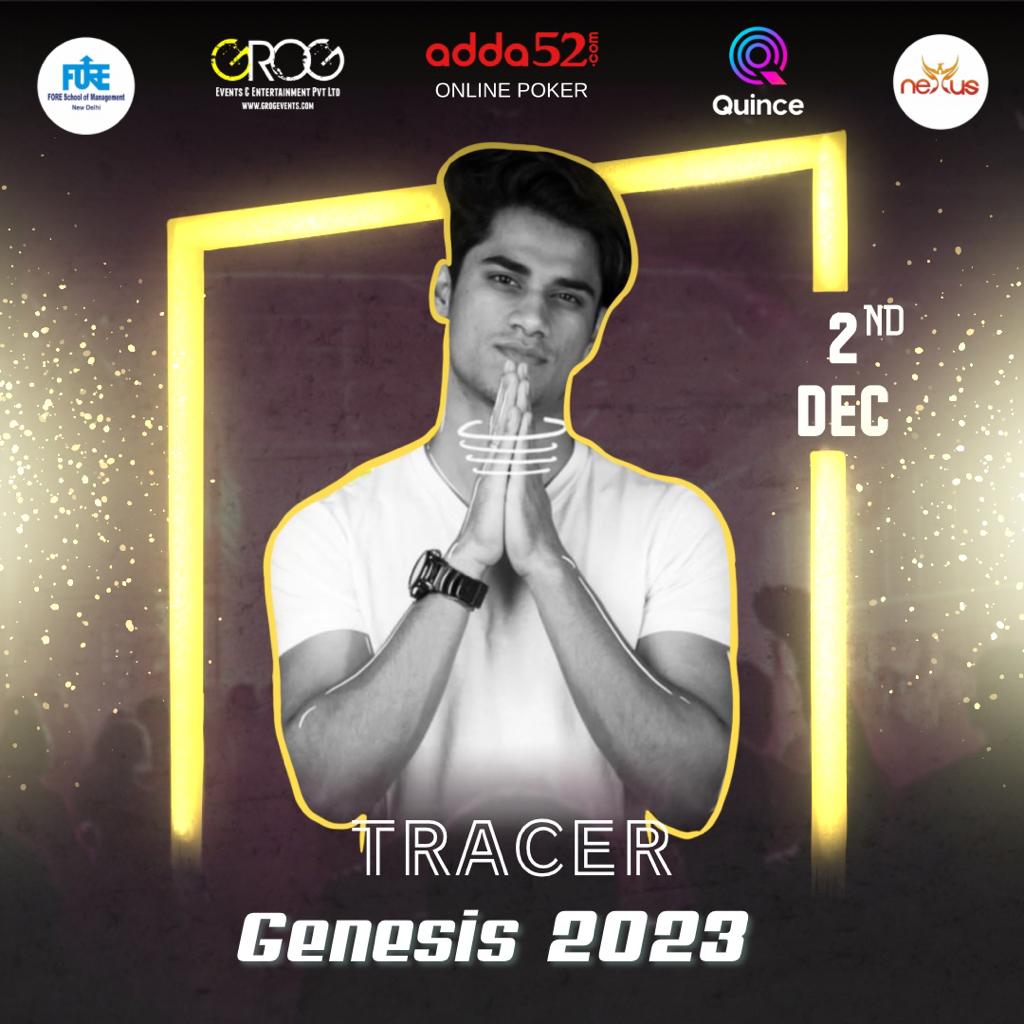 FORE
FORE School of Management
New Delhi
GROG
EVENTS & ENTERTAINMENT PVT LTD
WWW.GROGEVENTS.COM
adda52.com
ONLINE POKER
Quince
nexus
2ND
DEC
TRACER
Genesis 2023